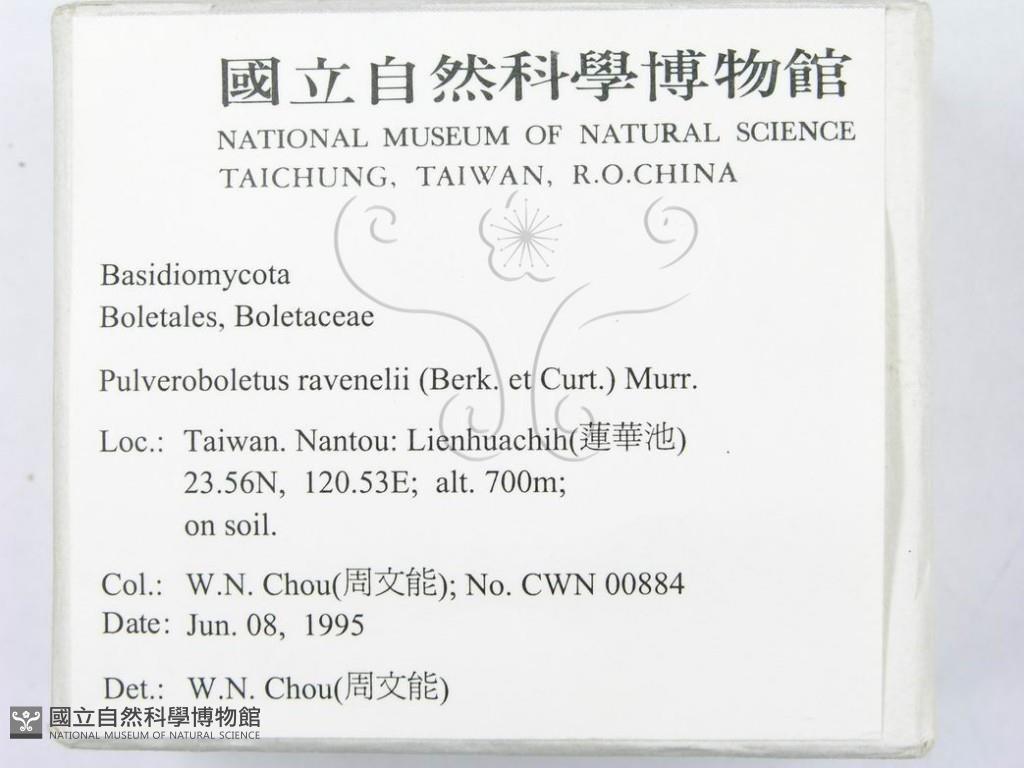 國立自然科學博物館
NATIONAL MUSEUM OF NATURAL SCIENCE
TAICHUNG, TAIWAN, R.O.CHINA
Basidiomycota
Boletales, Boletaceae
Pulveroboletus ravenelii (Berk. et Curt.) Murr.
Loc.: Taiwan. Nantou: Lienhuachih(蓮華池)
23.56N, 120.53E; alt. 700m;
on soil.
Col.: W.N. Chou(周文能); No. CWN 00884
Date: Jun. 08, 1995
Det.: W.N. Chou(周文能)
國立自然科學博物館
NATIONAL MUSEUM OF NATURAL SCIENCE